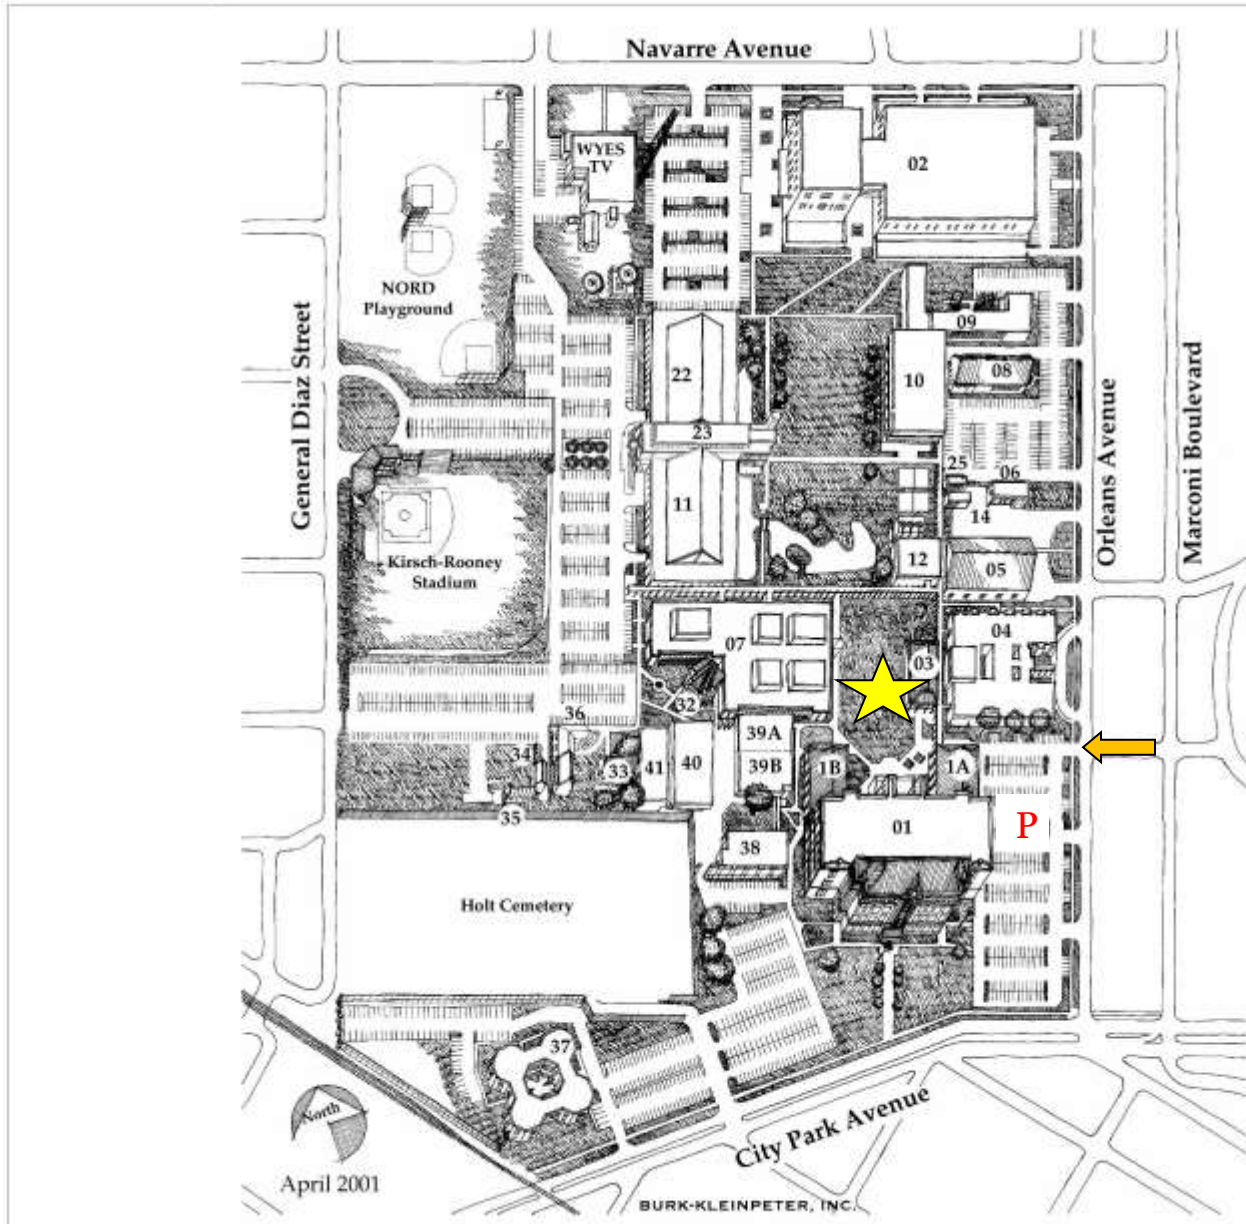 Navarre Avenue
WYES
TV
02
NORD
Playground
09
08
22
10
23
General Diaz Street
Orleans Avenue
Marconi Boulevard
25
06
11
14
Kirsch-Rooney
Stadium
12
05
04
07
03
32
36
39A
34
33
41
40
39B
1B
1A
35
01
P
38
Holt Cemetery
37
North
City Park Avenue
April 2001
BURK-KLEINPETER, INC.